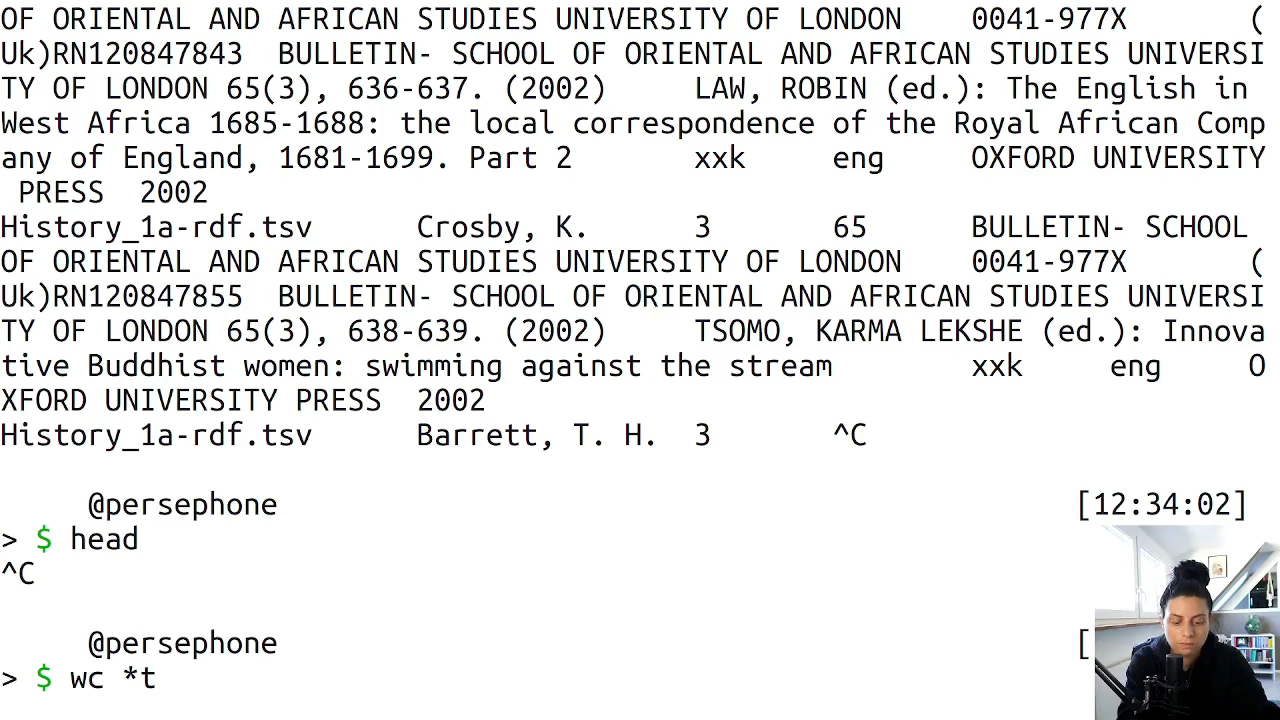 OF ORIENTAL AND AFRICAN STUDIES UNIVERSITY OF LONDON    0041-977X       (
Uk)RN120847843  BULLETIN- SCHOOL OF ORIENTAL AND AFRICAN STUDIES UNIVERSI
TY OF LONDON 65(3), 636-637. (2002)     LAW, ROBIN (ed.): The English in
West Africa 1685-1688: the local correspondence of the Royal African Comp
any of England, 1681-1699. Part 2       xxk     eng     OXFORD UNIVERSITY
 PRESS  2002
History_1a-rdf.tsv      Crosby, K.      3       65      BULLETIN- SCHOOL
OF ORIENTAL AND AFRICAN STUDIES UNIVERSITY OF LONDON    0041-977X       (
Uk)RN120847855  BULLETIN- SCHOOL OF ORIENTAL AND AFRICAN STUDIES UNIVERSI
TY OF LONDON 65(3), 638-639. (2002)     TSOMO, KARMA LEKSHE (ed.): Innova
tive Buddhist women: swimming against the stream        xxk     eng     O
XFORD UNIVERSITY PRESS  2002
History_1a-rdf.tsv      Barrett, T. H.  3       ^C
@persephone [12:34:02]
> $ head
^C
@persephone [
> $ wc *t